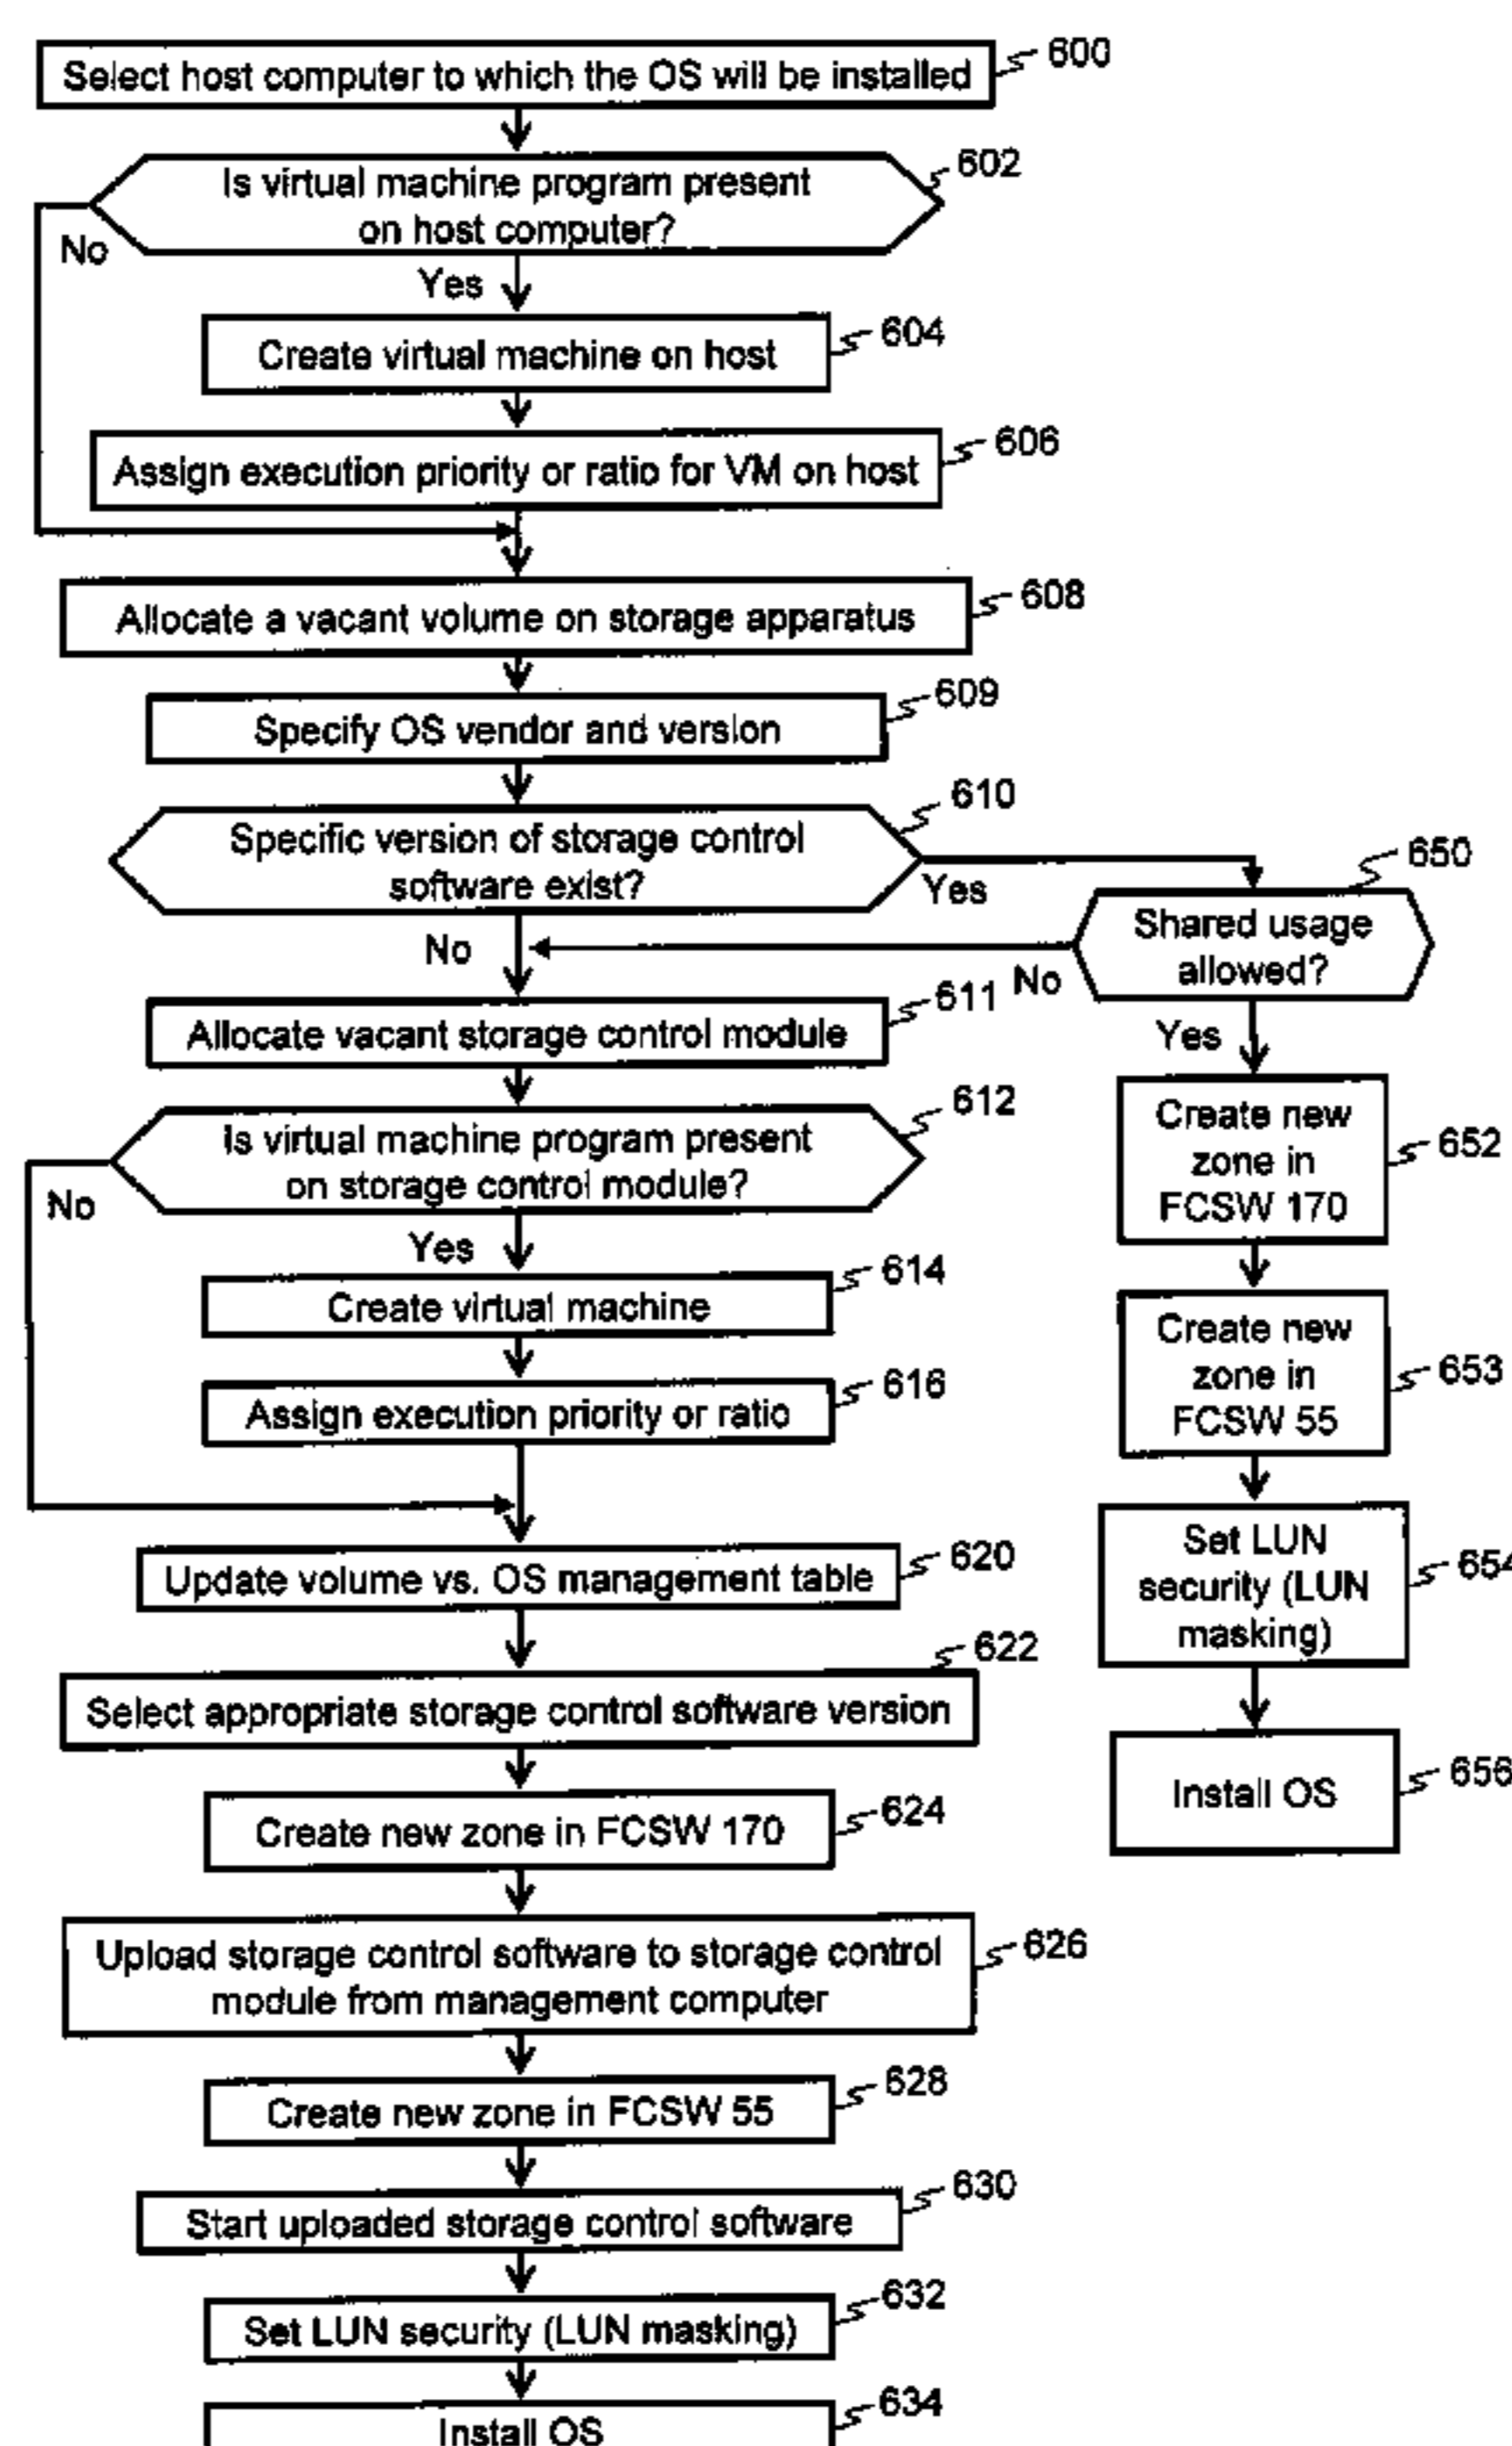 600
Select host computer to which the OS will be installed
602
Is virtual machine program present
on host computer?
No
Yes
604
Create virtual machine on host
606
Assign execution priority or ratio for VM on host
608
Allocate a vacant volume on storage apparatus
609
Specify OS vendor and version
610
Specific version of storage control
software exist?
Yes
No
650
Shared usage
allowed?
No
Yes
611
Allocate vacant storage control module
612
Is virtual machine program present
on storage control module?
No
Yes
614
Create virtual machine
616
Assign execution priority or ratio
620
Update volume vs. OS management table
622
Select appropriate storage control software version
624
Create new zone in FCSW 170
626
Upload storage control software to storage control
module from management computer
628
Create new zone in FCSW 55
630
Start uploaded storage control software
632
Set LUN security (LUN masking)
634
Install OS
652
Create new
zone in
FCSW 170
653
Create new
zone in
FCSW 55
654
Set LUN
security (LUN
masking)
656
Install OS